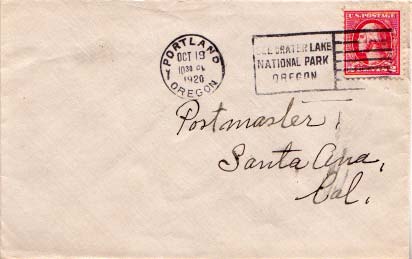 PORTLAND
OCT 19
1920
OREGON
SEE CRATER LAKE
NATIONAL PARK
OREGON
U.S. POSTAGE
Postmaster
Santa Ana,
Cal.